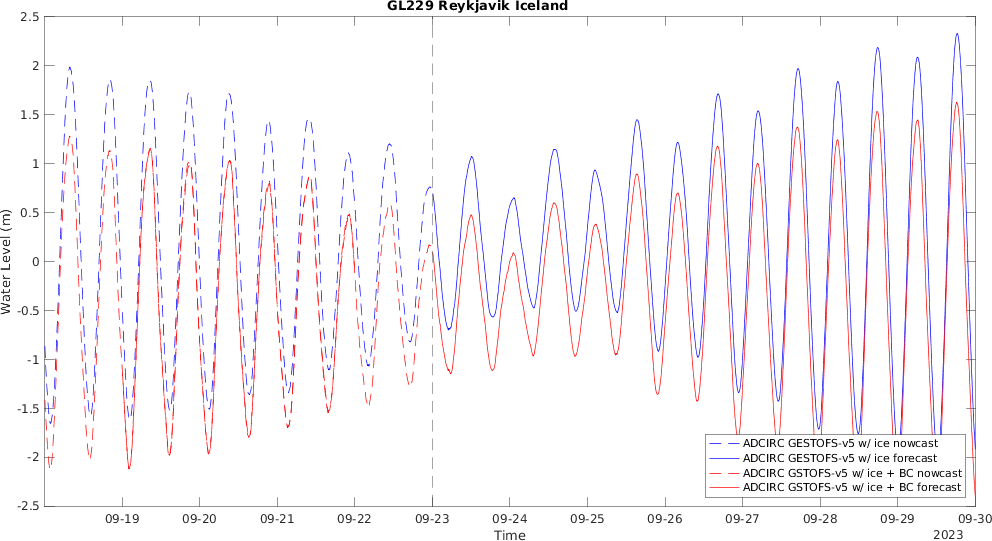 GL229 Reykjavik Iceland
2.5
2
1.5
1
0.5
0
-0.5
-1
-1.5
-2
-2.5
Water Level (m)
ADCIRC GESTOFS-v5 w/ ice nowcast
ADCIRC GESTOFS-v5 w/ ice forecast
ADCIRC GSTOFS-v5 w/ ice + BC nowcast
ADCIRC GSTOFS-v5 w/ ice + BC forecast
09-19 09-20 09-21 09-22 09-23 09-24 09-25 09-26 09-27 09-28 09-29 09-30
Time
2023